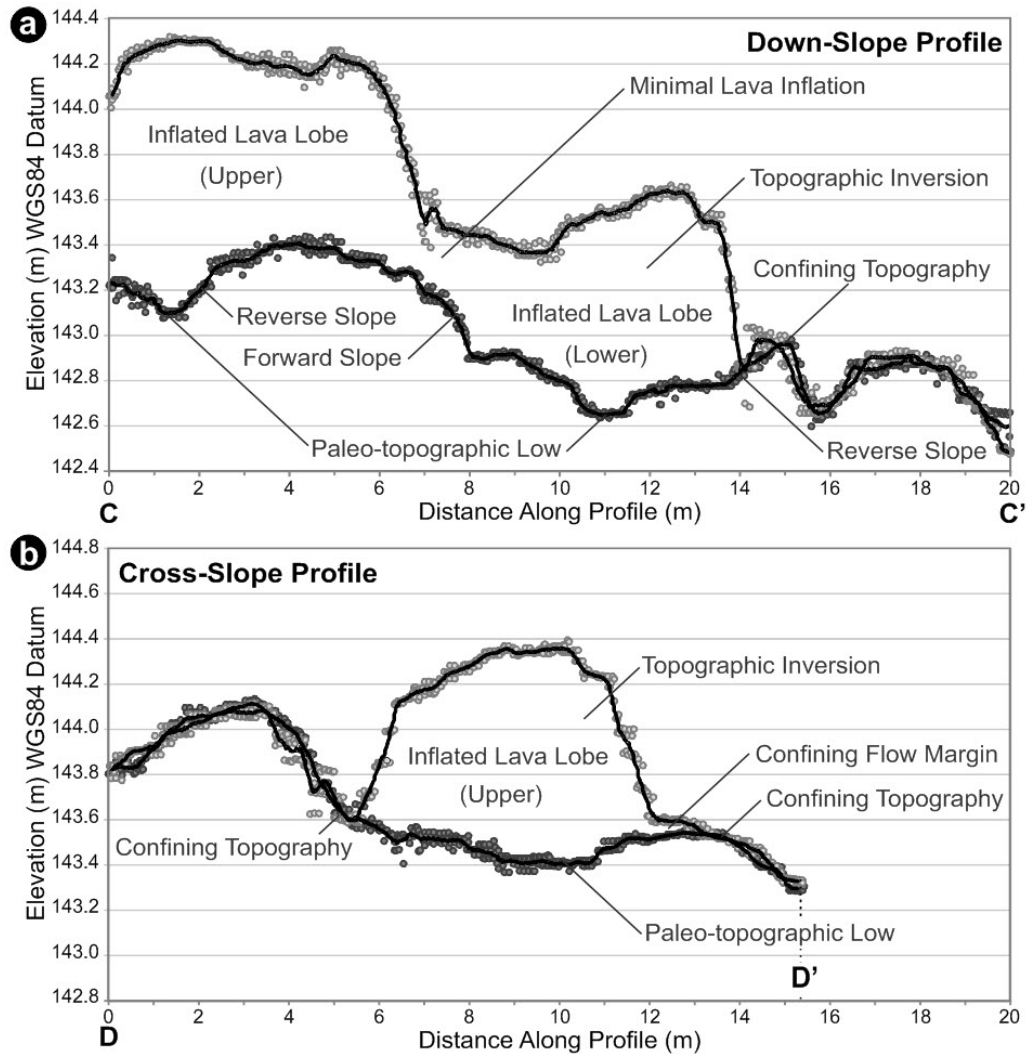 a
Down-Slope Profile
Elevation (m) WGS84 Datum
144.4
144.2
144.0
143.8
143.6
143.4
143.2
143.0
142.8
142.6
142.4
Minimal Lava Inflation
Inflated Lava Lobe
(Upper)
Topographic Inversion
Confining Topography
Reverse Slope
Forward Slope
Inflated Lava Lobe
(Lower)
Paleo-topographic Low
Reverse Slope
0 2 4 6 8 10 12 14 16 18 20
C
Distance Along Profile (m)
C’
b
Cross-Slope Profile
Elevation (m) WGS84 Datum
144.8
144.6
144.4
144.2
144.0
143.8
143.6
143.4
143.2
143.0
142.8
Topographic Inversion
Inflated Lava Lobe
(Upper)
Confining Flow Margin
Confining Topography
Confining Topography
Paleo-topographic Low
D’
0 2 4 6 8 10 12 14 16 18 20
D
Distance Along Profile (m)